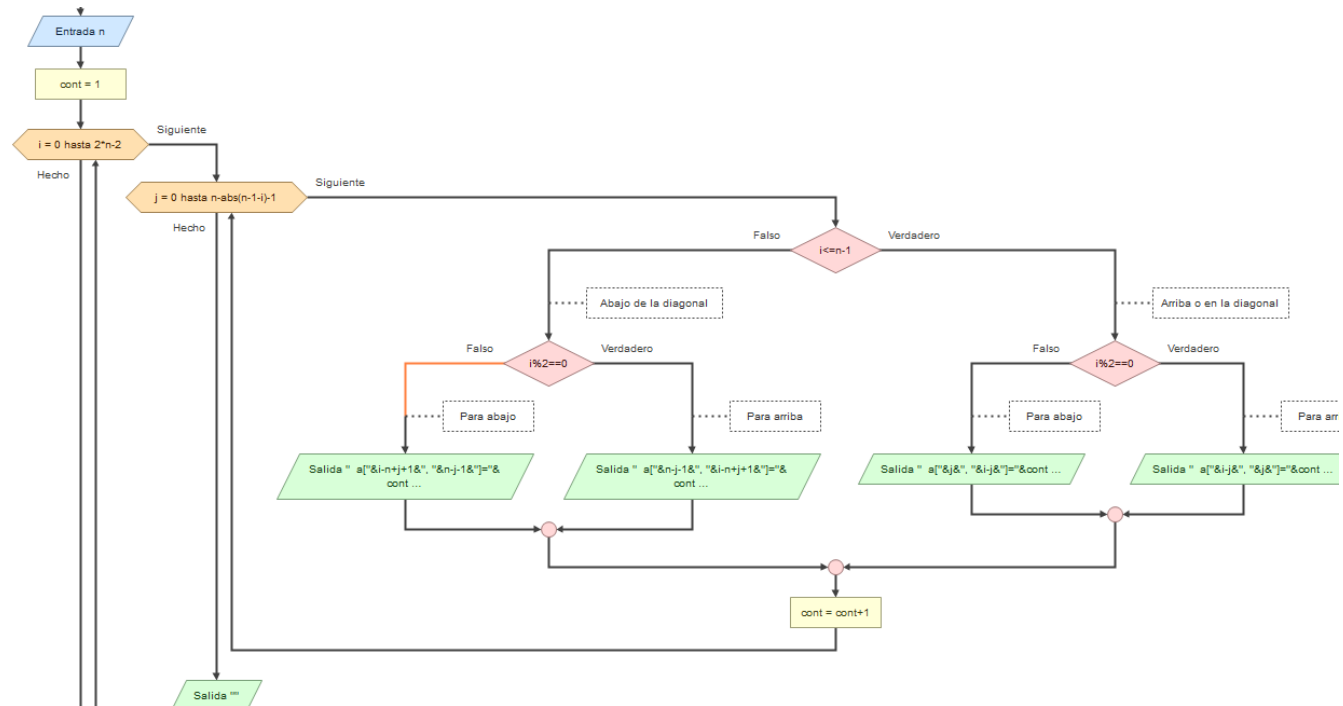 Entrada n
cont = 1
i = 0 hasta 2*n-2
Siguiente
Hecho
j = 0 hasta n-abs(n-1-i)-1
Siguiente
Hecho
Falso
i<=n-1
Verdadero
Abajo de la diagonal
Arriba o en la diagonal
Falso
i%2==0
Verdadero
Falso
i%2==0
Verdadero
Para abajo
Para arriba
Para abajo
Para arr
Salida "  a["&i-n+j+1&", "&n-j-1&"]="&
cont ...
Salida "  a["&n-j-1&", "&i-n+j+1&"]="&
cont ...
Salida "  a["&j&", "&i-j&"]="&cont ...
Salida "  a["&i-j&", "&j&"]="&cont ...
cont = cont+1
Salida ""